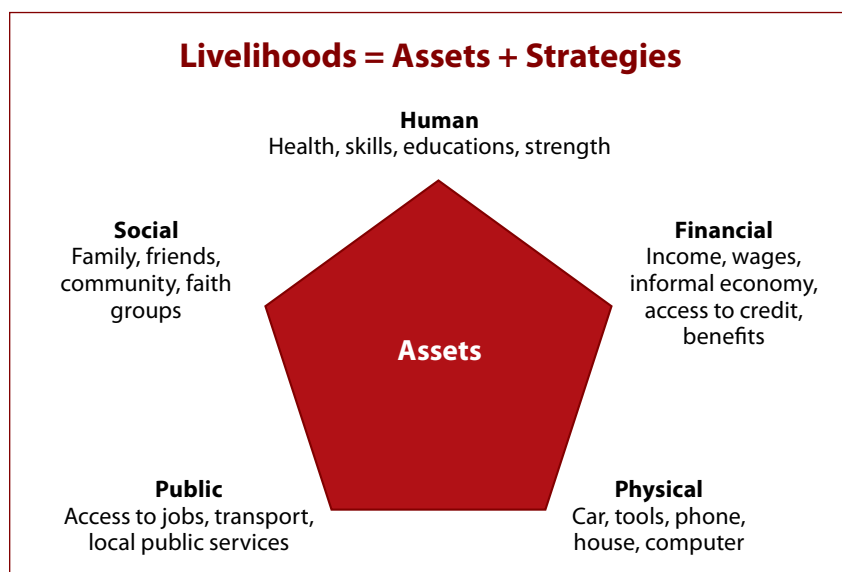 Livelihoods = Assets + Strategies
Human
Health, skills, educations, strength
Social
Family, friends,
community, faith
groups
Financial
Income, wages,
informal economy,
access to credit,
benefits
Assets
Public
Access to jobs, transport,
local public services
Physical
Car, tools, phone,
house, computer